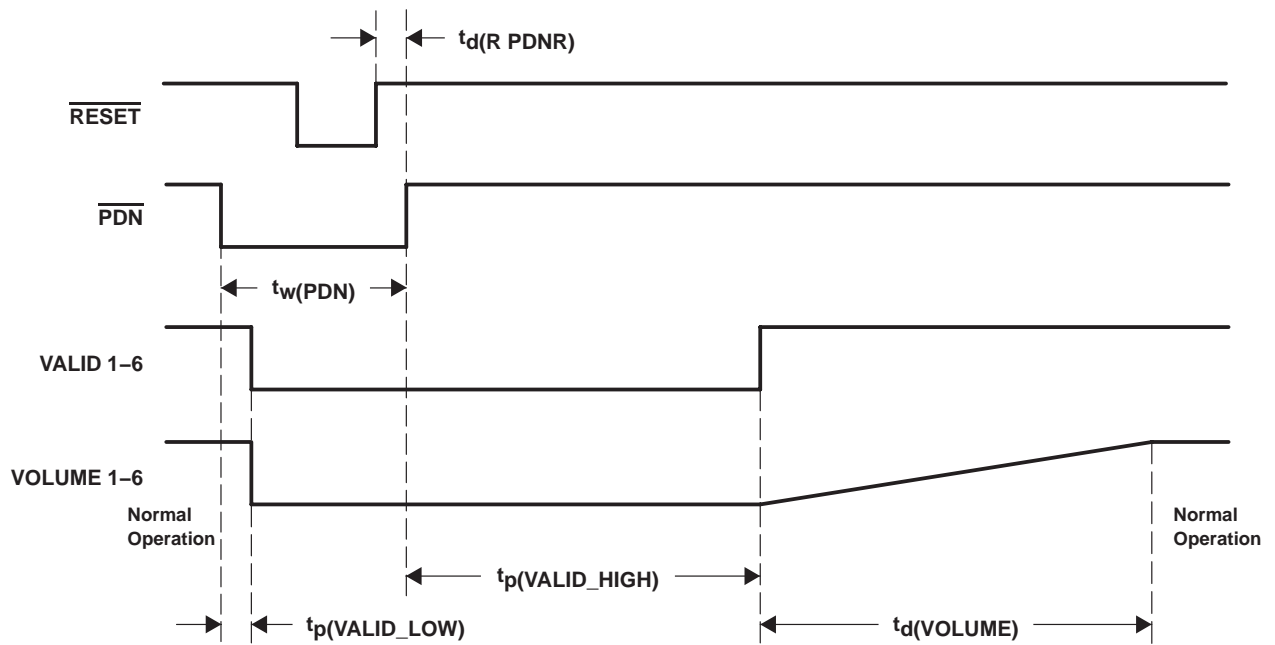 td(R PDNR)
RESET
PDN
tw(PDN)
VALID 1–6
VOLUME 1–6
Normal
Operation
Normal
Operation
tp(VALID_HIGH)
tp(VALID_LOW)
td(VOLUME)